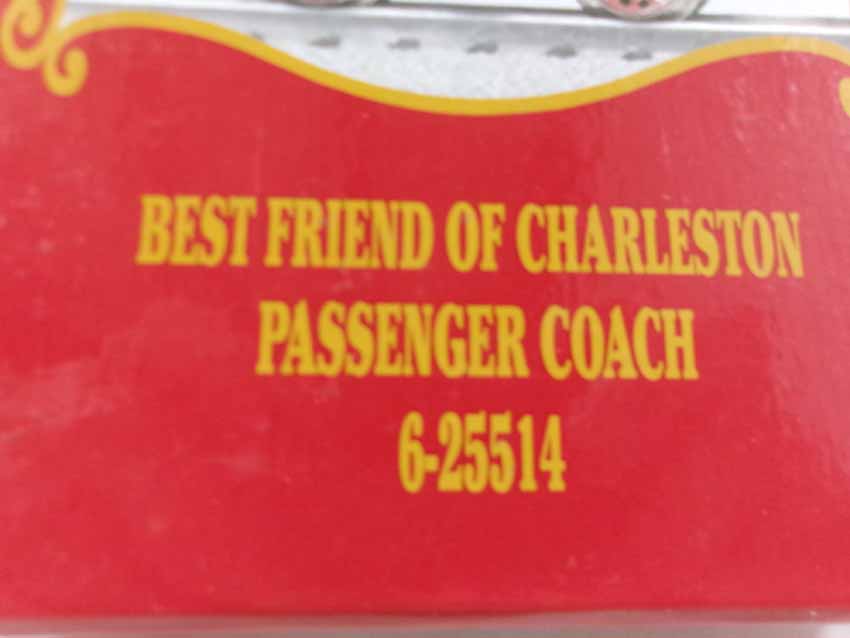 BEST FRIEND OF CHARLESTON
PASSENGER COACH
6-25514